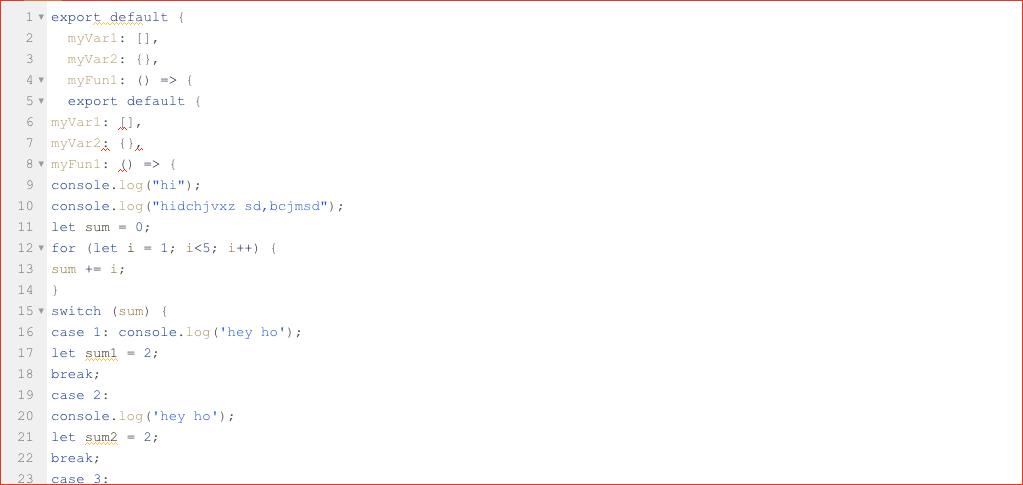 1 export default {
2 myVar1: [],
3 myVar2: {},
4 myFun1: () => {
5 export default {
6 myVar1: [],
7 myVar2: {},
8 myFun1: () => {
9 console.log("hi");
10 console.log("hidchjvxz sd,bcjmsd");
11 let sum = 0;
12 for (let i = 1; i<5; i++) {
13 sum += i;
14 }
15 switch (sum) {
16 case 1: console.log('hey ho');
17 let sum1 = 2;
18 break;
19 case 2:
20 console.log('hey ho');
21 let sum2 = 2;
22 break;
23 case 3: